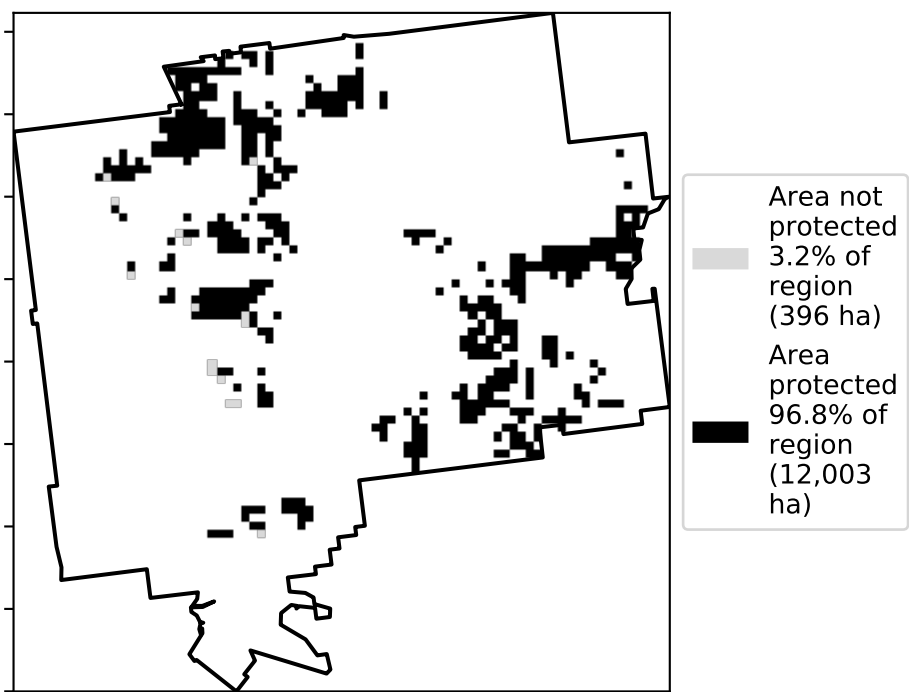 Area not
protected
3.2% of
region
(396 ha)
Area
protected
96.8% of
region
(12,003
ha)